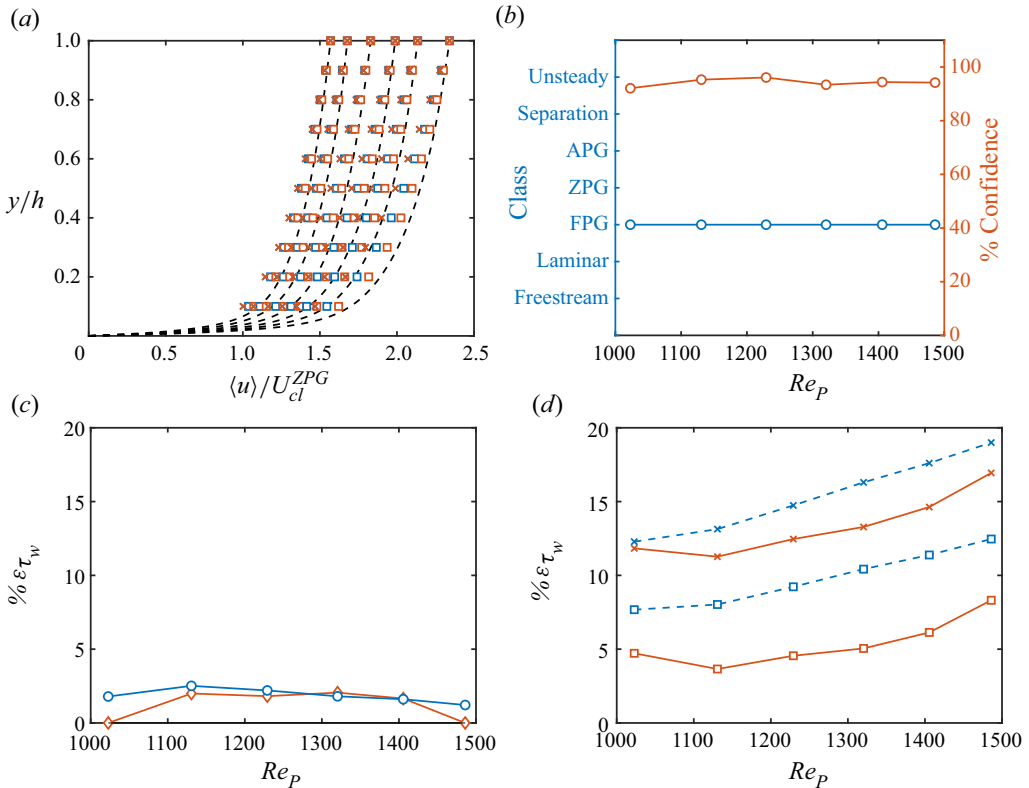 (a)
1.0
0.8
0.6
y/h
0.4
0.2
0 1.0 1.5 2.0 2.5
⟨u⟩/U_cl^ZPG
(b)
Unsteady
Separation
APG
ZPG
FPG
Laminar
Freestream
Class
100
80
60
40
20
0
% Confidence
1000 1100 1200 1300 1400 1500
Re_P
(c)
20
15
10
5
0
% ετ_w
1000 1100 1200 1300 1400 1500
Re_P
(d)
20
15
10
5
0
% ετ_w
1000 1100 1200 1300 1400 1500
Re_P